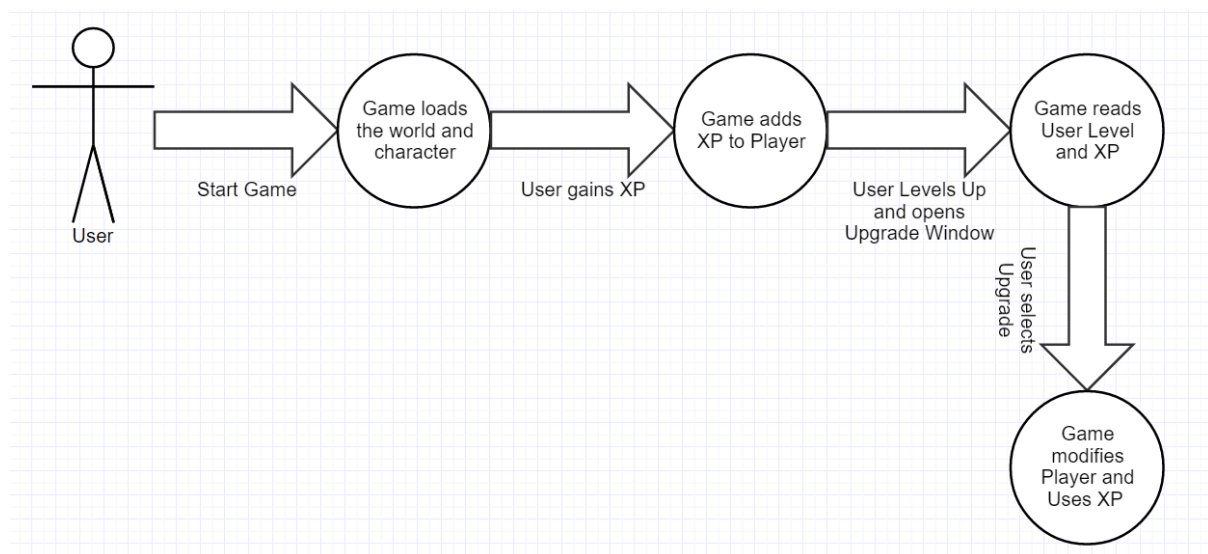 User
Start Game
Game loads
the world and
character
User gains XP
Game adds
XP to Player
User Levels Up
and opens
Upgrade Window
Game reads
User Level
and XP
User selects
Upgrade
Game
modifies
Player and
Uses XP